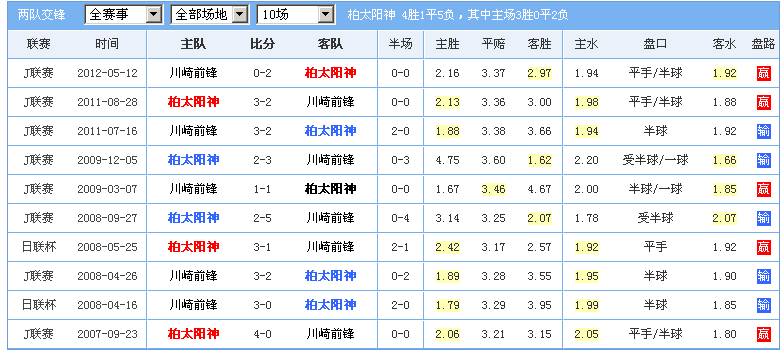 两队交锋 全赛事 全部场地 10场 柏太阳神 4胜1平5负，其中主场3胜0平2负
联赛 时间 主队 比分 客队 半场 主胜 平赔 客胜 主水 盘口 客水 盘路
J联赛 2012-05-12 川崎前锋 0-2 柏太阳神 0-0 2.16 3.37 2.97 1.94 平手/半球 1.92 赢
J联赛 2011-08-28 柏太阳神 3-2 川崎前锋 0-0 2.13 3.36 3.00 1.98 平手/半球 1.88 赢
J联赛 2011-07-16 川崎前锋 3-2 柏太阳神 2-0 1.88 3.38 3.66 1.94 半球 1.92 输
J联赛 2009-12-05 柏太阳神 2-3 川崎前锋 0-3 4.75 3.60 1.62 2.20 受半球/一球 1.66 输
J联赛 2009-03-07 川崎前锋 1-1 柏太阳神 0-0 1.67 3.46 4.67 2.00 半球/一球 1.85 赢
J联赛 2008-09-27 柏太阳神 2-5 川崎前锋 0-4 3.14 3.25 2.07 1.78 受半球 2.07 输
日联杯 2008-05-25 柏太阳神 3-1 川崎前锋 2-1 2.42 3.17 2.57 1.92 平手 1.92 赢
J联赛 2008-04-26 川崎前锋 3-2 柏太阳神 0-2 1.89 3.28 3.55 1.95 半球 1.90 输
日联杯 2008-04-16 川崎前锋 3-0 柏太阳神 2-0 1.79 3.29 3.95 1.99 半球 1.85 输
J联赛 2007-09-23 柏太阳神 4-0 川崎前锋 0-0 2.06 3.21 3.15 2.05 平手/半球 1.80 赢